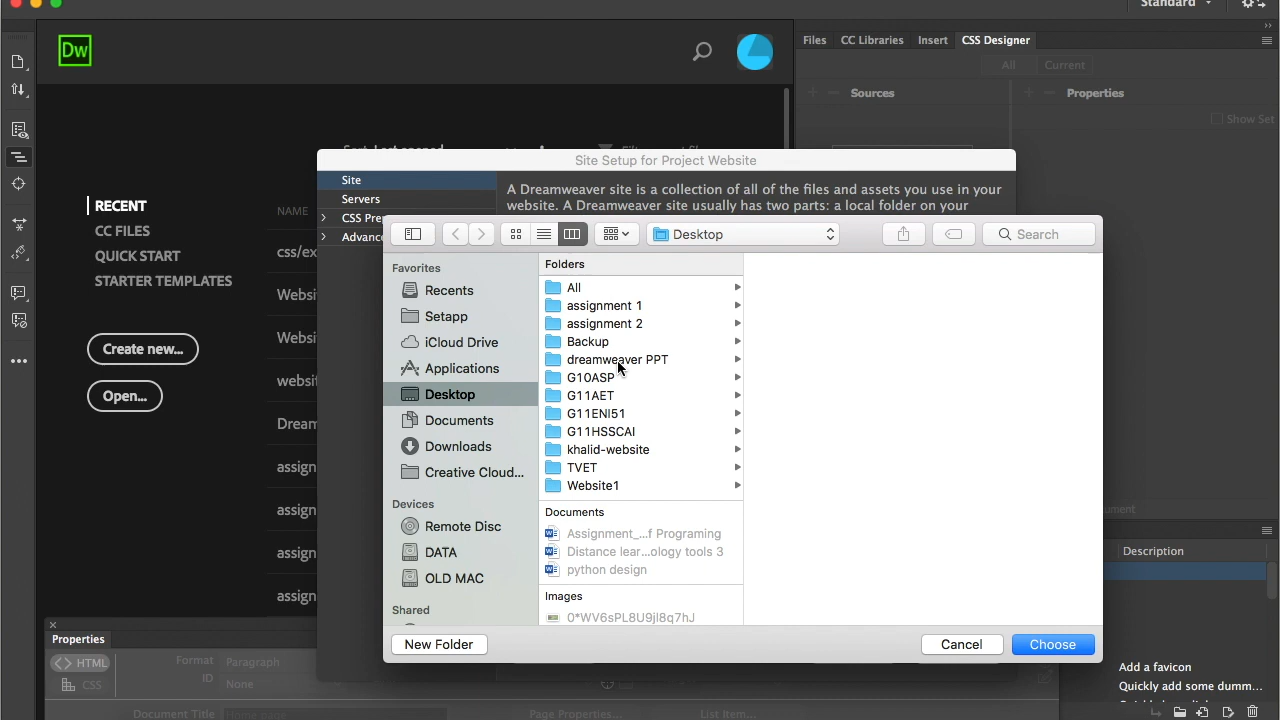 Standard
Dw
Files CC Libraries Insert CSS Designer
All Current
Sources
Properties
Show Set
Site Setup for Project Website
Site
Servers
CSS Pre
Advanc
A Dreamweaver site is a collection of all of the files and assets you use in your
website. A Dreamweaver site usually has two parts: a local folder on your
RECENT
CC FILES
QUICK START
STARTER TEMPLATES
Create new...
Open...
NAME
css/ex
Websi
Websi
websit
Dream
assign
assign
assign
assign
Desktop
Search
Favorites
Recents
Setapp
iCloud Drive
Applications
Desktop
Documents
Downloads
Creative Cloud...
Devices
Remote Disc
DATA
OLD MAC
Shared
Folders
All
assignment 1
assignment 2
Backup
dreamweaver PPT
G10ASP
G11AET
G11ENI51
G11HSSCAI
khalid-website
TVET
Website1
Documents
Assignment_...f Programing
Distance lear...ology tools 3
python design
Images
0*WV6sPL8U9jl8q7hJ
New Folder
Cancel
Choose
ument
Description
Add a favicon
Quickly add some dumm...
Properties
HTML
CSS
Format Paragraph
ID None
Document Title
Page Properties...
List Item...